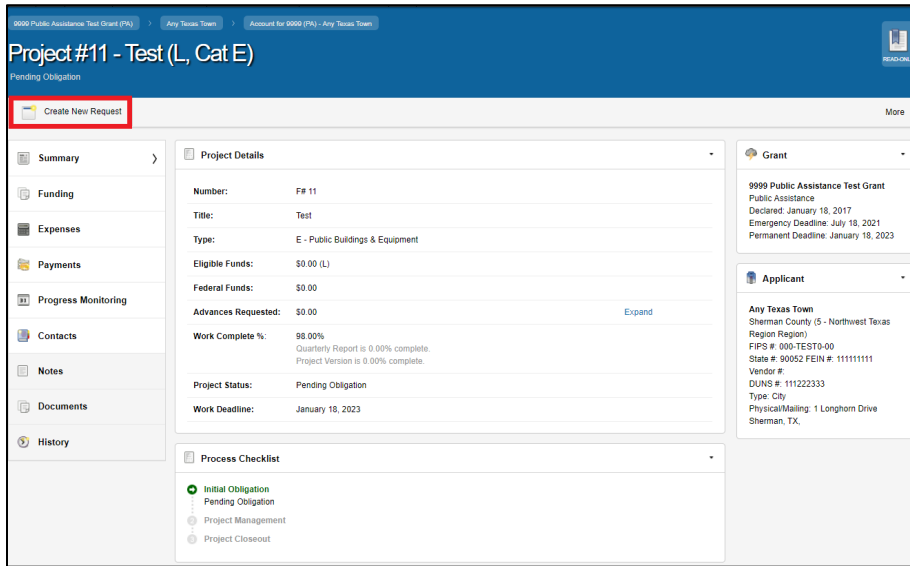 9999 Public Assistance Test Grant (PA) > Any Texas Town > Account for 9999 (PA) - Any Texas Town
Project #11 - Test (L, Cat E)
Pending Obligation
READ-ONL
Create New Request
More
Summary
Funding
Expenses
Payments
Progress Monitoring
Contacts
Notes
Documents
History
Project Details
Number: F# 11
Title: Test
Type: E - Public Buildings & Equipment
Eligible Funds: $0.00 (L)
Federal Funds: $0.00
Advances Requested: $0.00 Expand
Work Complete %: 98.00%
Quarterly Report is 0.00% complete.
Project Version is 0.00% complete.
Project Status: Pending Obligation
Work Deadline: January 18, 2023
Process Checklist
Initial Obligation
Pending Obligation
2 Project Management
3 Project Closeout
Grant
9999 Public Assistance Test Grant
Public Assistance
Declared: January 18, 2017
Emergency Deadline: July 18, 2021
Permanent Deadline: January 18, 2023
Applicant
Any Texas Town
Sherman County (5 - Northwest Texas
Region Region)
FIPS #: 000-TEST0-00
State #: 90052 FEIN #: 111111111
Vendor #:
DUNS #: 111222333
Type: City
Physical/Mailing: 1 Longhorn Drive
Sherman, TX,